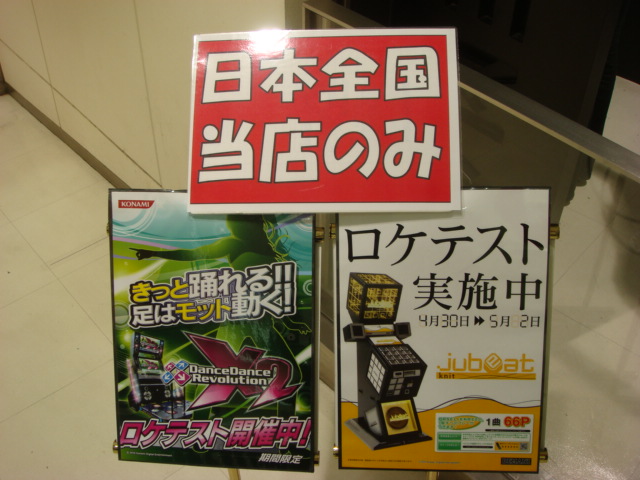 日本全国
当店のみ
KONAMI
きっと踊れる!!
足はモット動く!!
DanceDance
Revolution
X2
ロケテスト開催中!
期間限定
ロケテスト
実施中
4月30日 5月 2日
jubeat
knit
1曲 66P